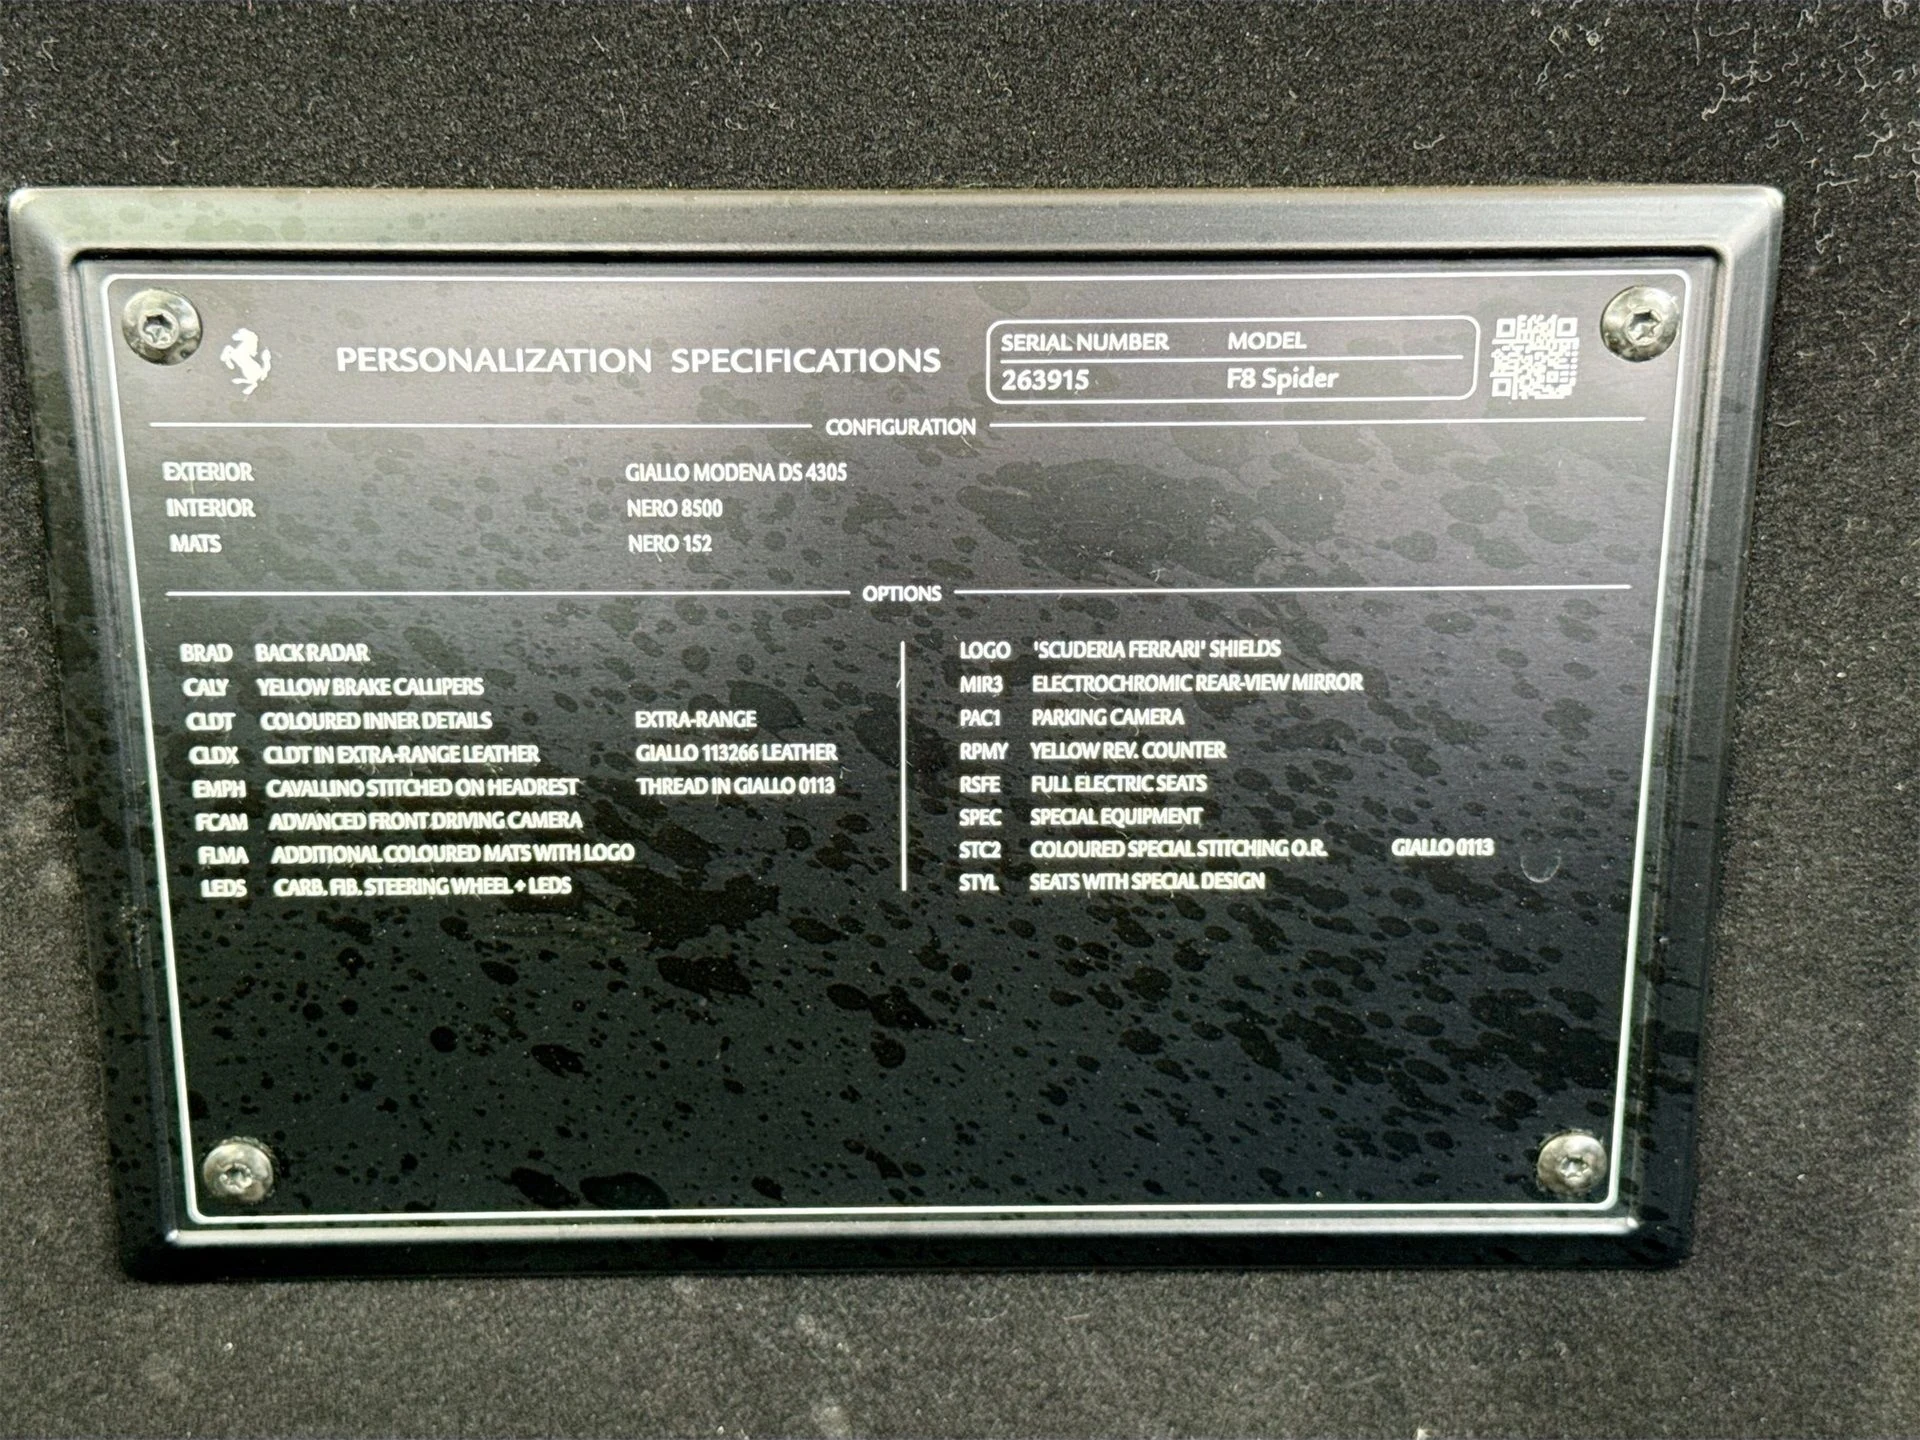 PERSONALIZATION SPECIFICATIONS
SERIAL NUMBER MODEL
263915 F8 Spider
CONFIGURATION
EXTERIOR GIALLO MODENA DS 4305
INTERIOR NERO 8500
MATS NERO 152
OPTIONS
BRAD BACK RADAR
CALY YELLOW BRAKE CALLIPERS
CLDT COLOURED INNER DETAILS EXTRA-RANGE
CLDX CLDT IN EXTRA-RANGE LEATHER GIALLO 113266 LEATHER
EMPH CAVALLINO STITCHED ON HEADREST THREAD IN GIALLO 0113
FCAM ADVANCED FRONT DRIVING CAMERA
FLMA ADDITIONAL COLOURED MATS WITH LOGO
LEDS CARB. FIB. STEERING WHEEL + LEDS
LOGO 'SCUDERIA FERRARI' SHIELDS
MIR3 ELECTROCHROMIC REAR-VIEW MIRROR
PAC1 PARKING CAMERA
RPMY YELLOW REV. COUNTER
RSFE FULL ELECTRIC SEATS
SPEC SPECIAL EQUIPMENT
STC2 COLOURED SPECIAL STITCHING O.R. GIALLO 0113
STYL SEATS WITH SPECIAL DESIGN